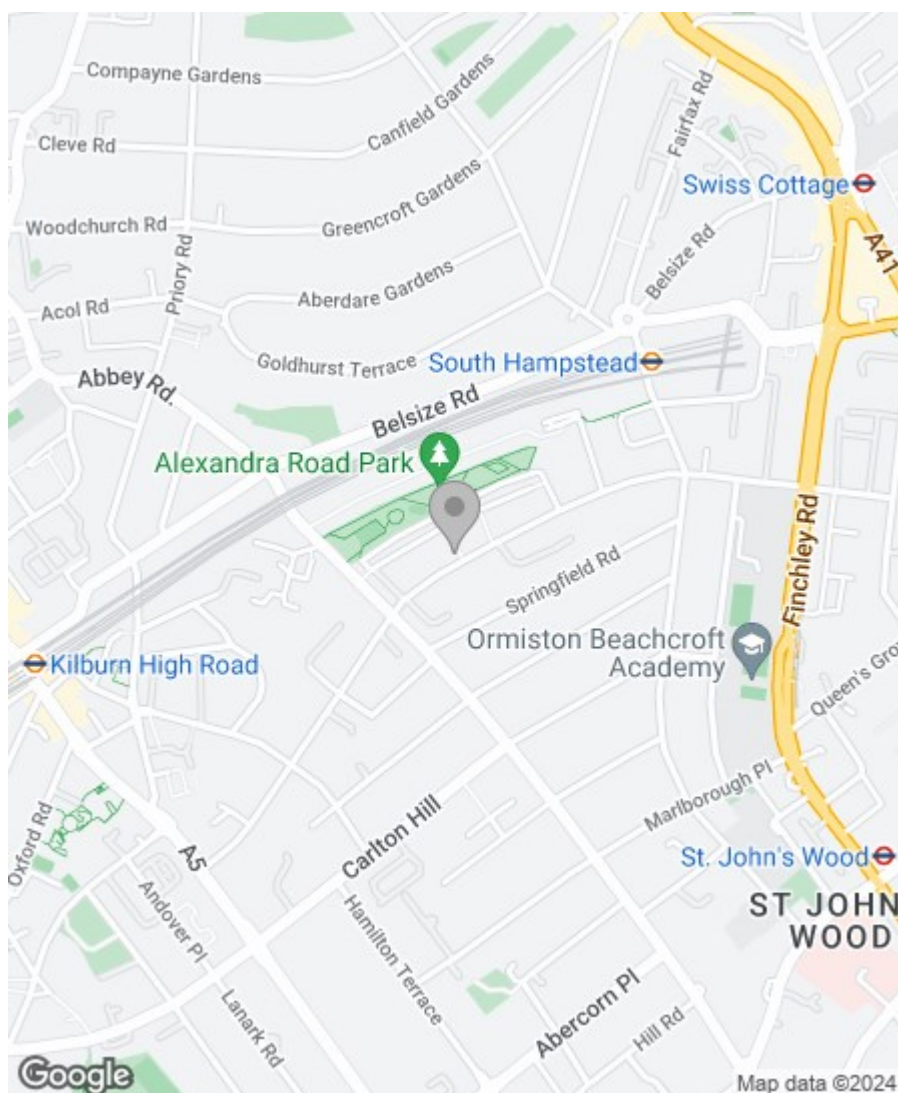 Compayne Gardens
Canfield Gardens
Fairfax Rd
Cleve Rd
Swiss Cottage
Greencroft Gardens
Woodchurch Rd
Priory Rd
Belsize Rd
A41
Aberdare Gardens
Acol Rd
Goldhurst Terrace
South Hampstead
Abbey Rd.
Belsize Rd
Alexandra Road Park
Finchley Rd
Springfield Rd
Ormiston Beachcroft
Academy
Kilburn High Road
Queen's Gro
Marlborough Pl
Oxford Rd
A5
Carlton Hill
St. John's Wood
Andover Pl
Hamilton Terrace
ST JOHN
WOOD
Lanark Rd
Abercorn Pl
Hill Rd
Google
Map data ©2024